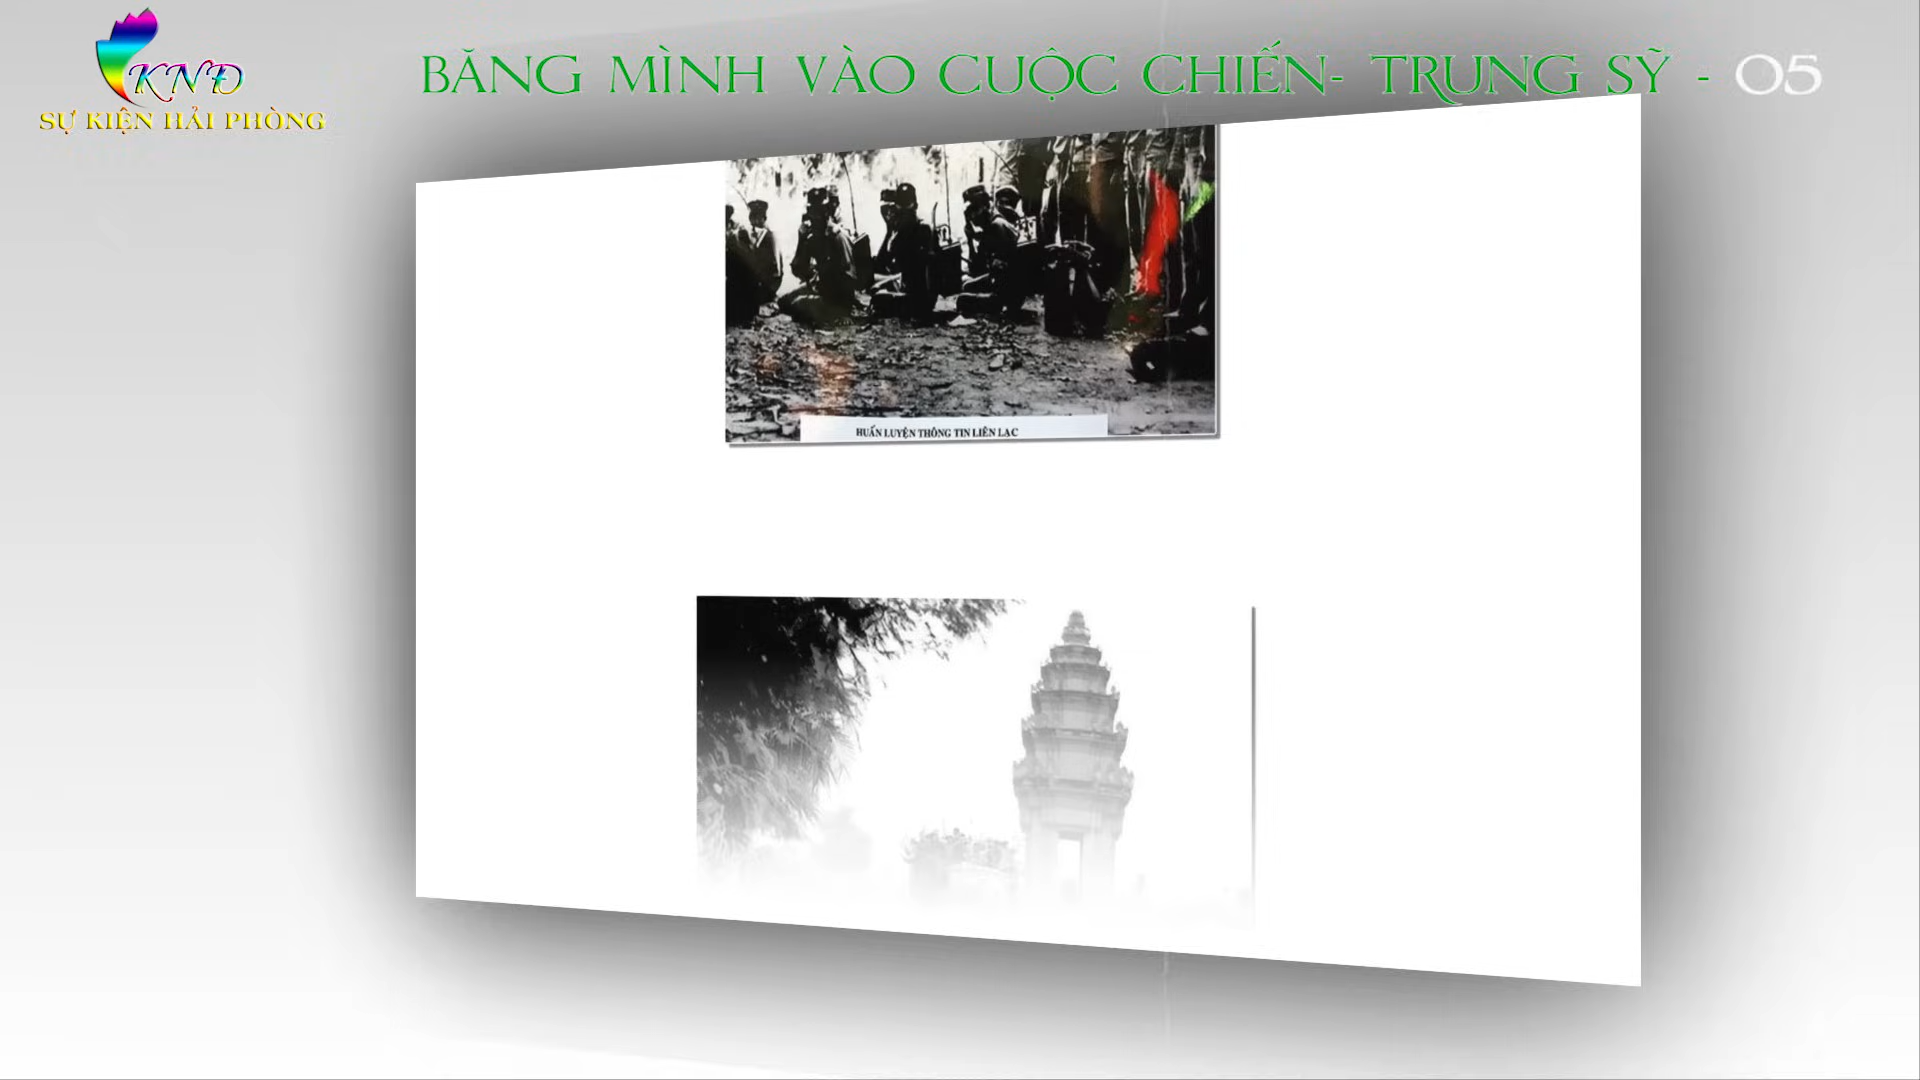 KNĐ
SỰ KIỆN HẢI PHÒNG
BĂNG MÌNH VÀO CUỘC CHIẾN- TRUNG SỸ - 05
HUẤN LUYỆN THÔNG TIN LIÊN LẠC